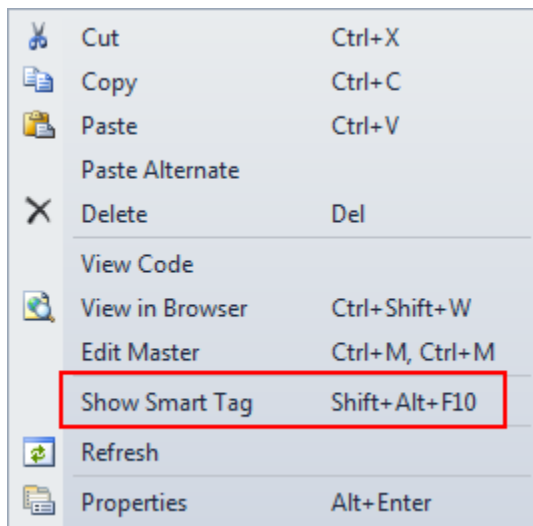 Cut Ctrl+X
Copy Ctrl+C
Paste Ctrl+V
Paste Alternate
Delete Del
View Code
View in Browser Ctrl+Shift+W
Edit Master Ctrl+M, Ctrl+M
Show Smart Tag Shift+Alt+F10
Refresh
Properties Alt+Enter